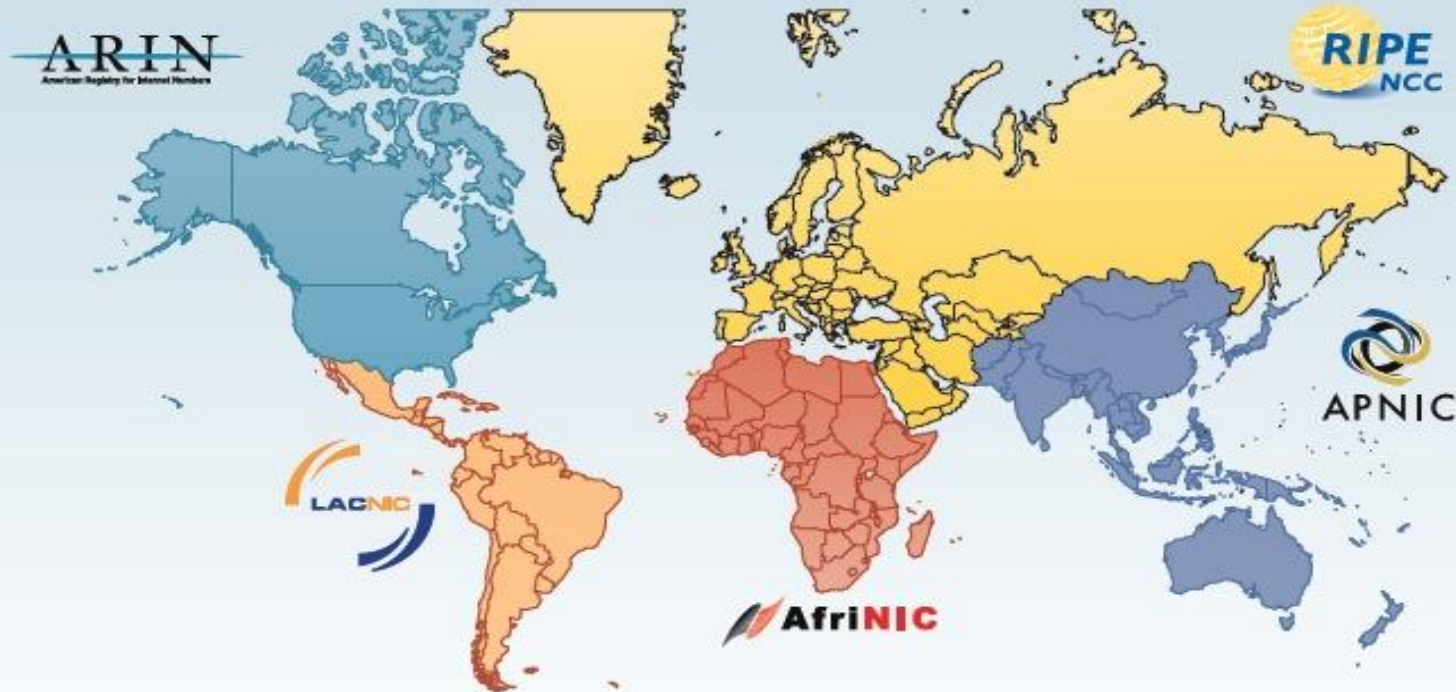 ARIN
American Registry for Internet Numbers
RIPE
NCC
APNIC
LACNIC
AfriNIC